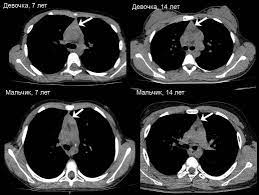 Девочка, 7 лет
Девочка, 14 лет
Мальчик, 7 лет
Мальчик, 14 лет